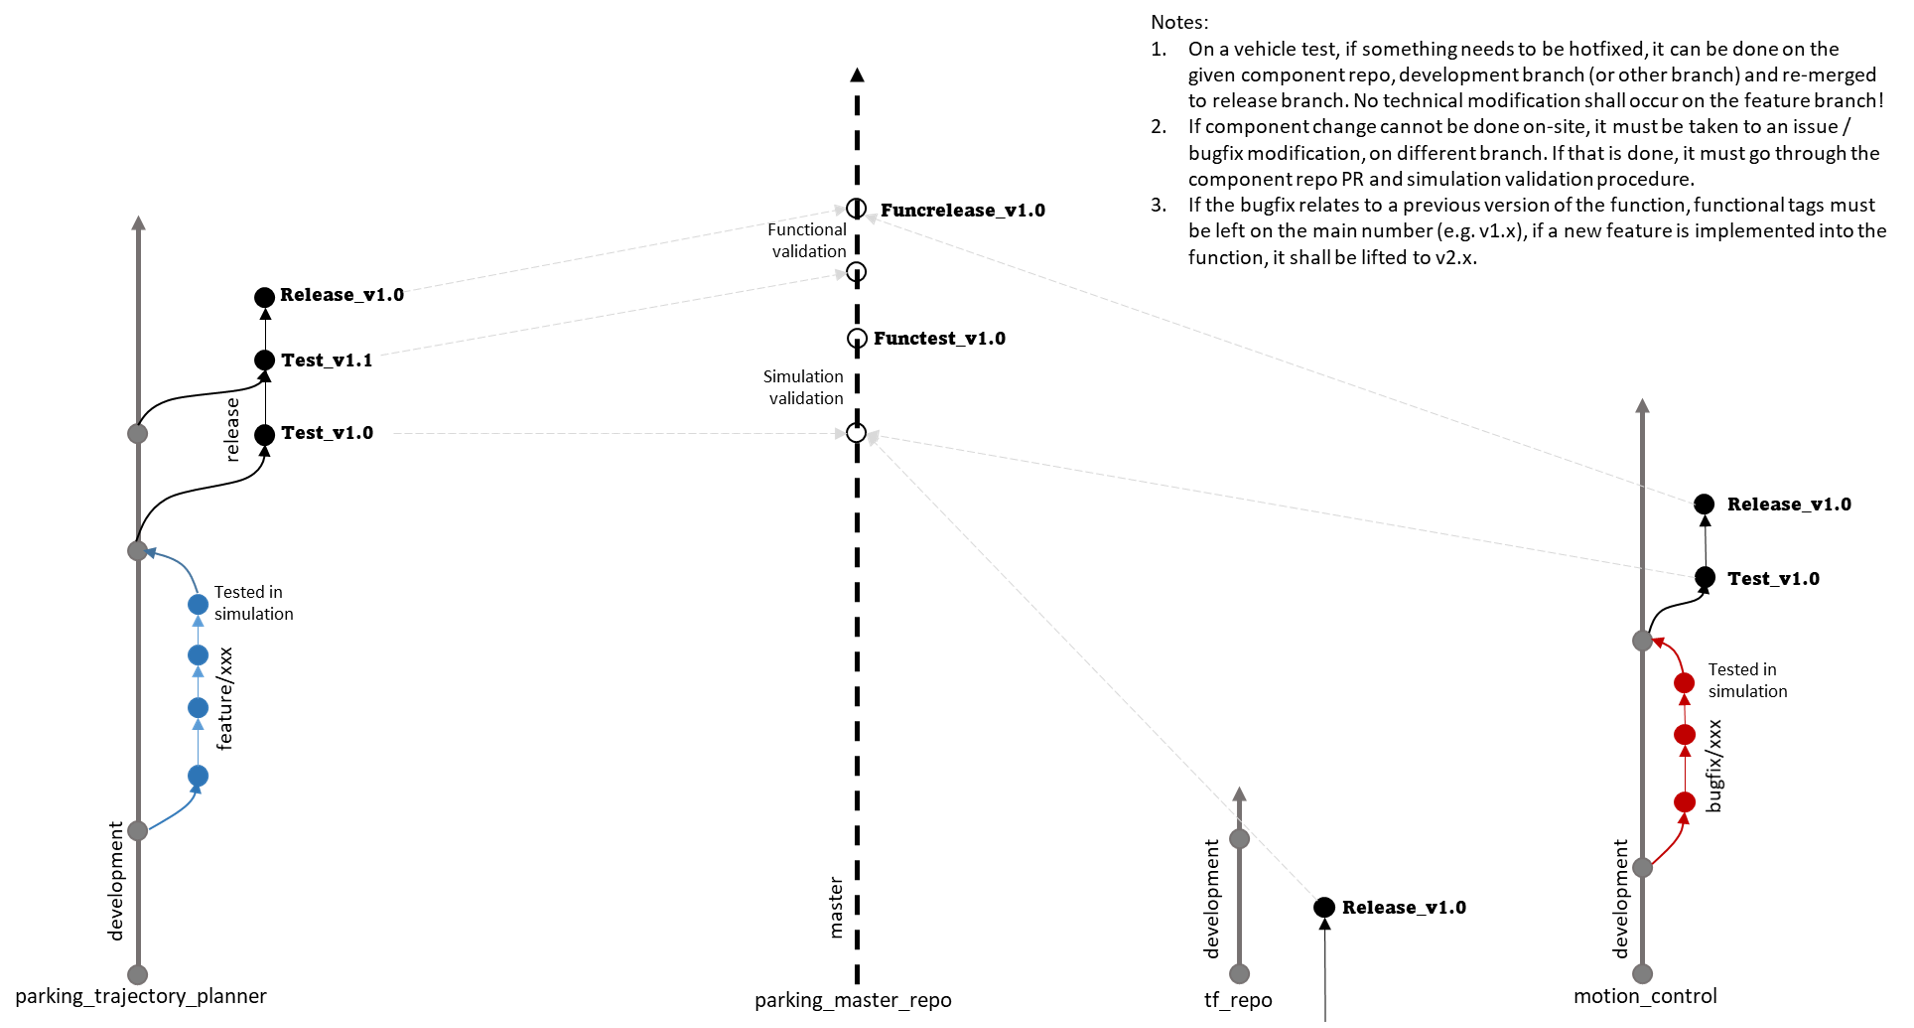 Notes:
1. On a vehicle test, if something needs to be hotfixed, it can be done on the
given component repo, development branch (or other branch) and re-merged
to release branch. No technical modification shall occur on the feature branch!
2. If component change cannot be done on-site, it must be taken to an issue /
bugfix modification, on different branch. If that is done, it must go through the
component repo PR and simulation validation procedure.
3. If the bugfix relates to a previous version of the function, functional tags must
be left on the main number (e.g. v1.x), if a new feature is implemented into the
function, it shall be lifted to v2.x.
Funcrelease_v1.0
Functional
validation
Release_v1.0
Functest_v1.0
Test_v1.1
Simulation
validation
release
Test_v1.0
Release_v1.0
Test_v1.0
Tested in
simulation
feature/xxx
Tested in
simulation
bugfix/xxx
development
master
development
Release_v1.0
development
parking_trajectory_planner
parking_master_repo
tf_repo
motion_control